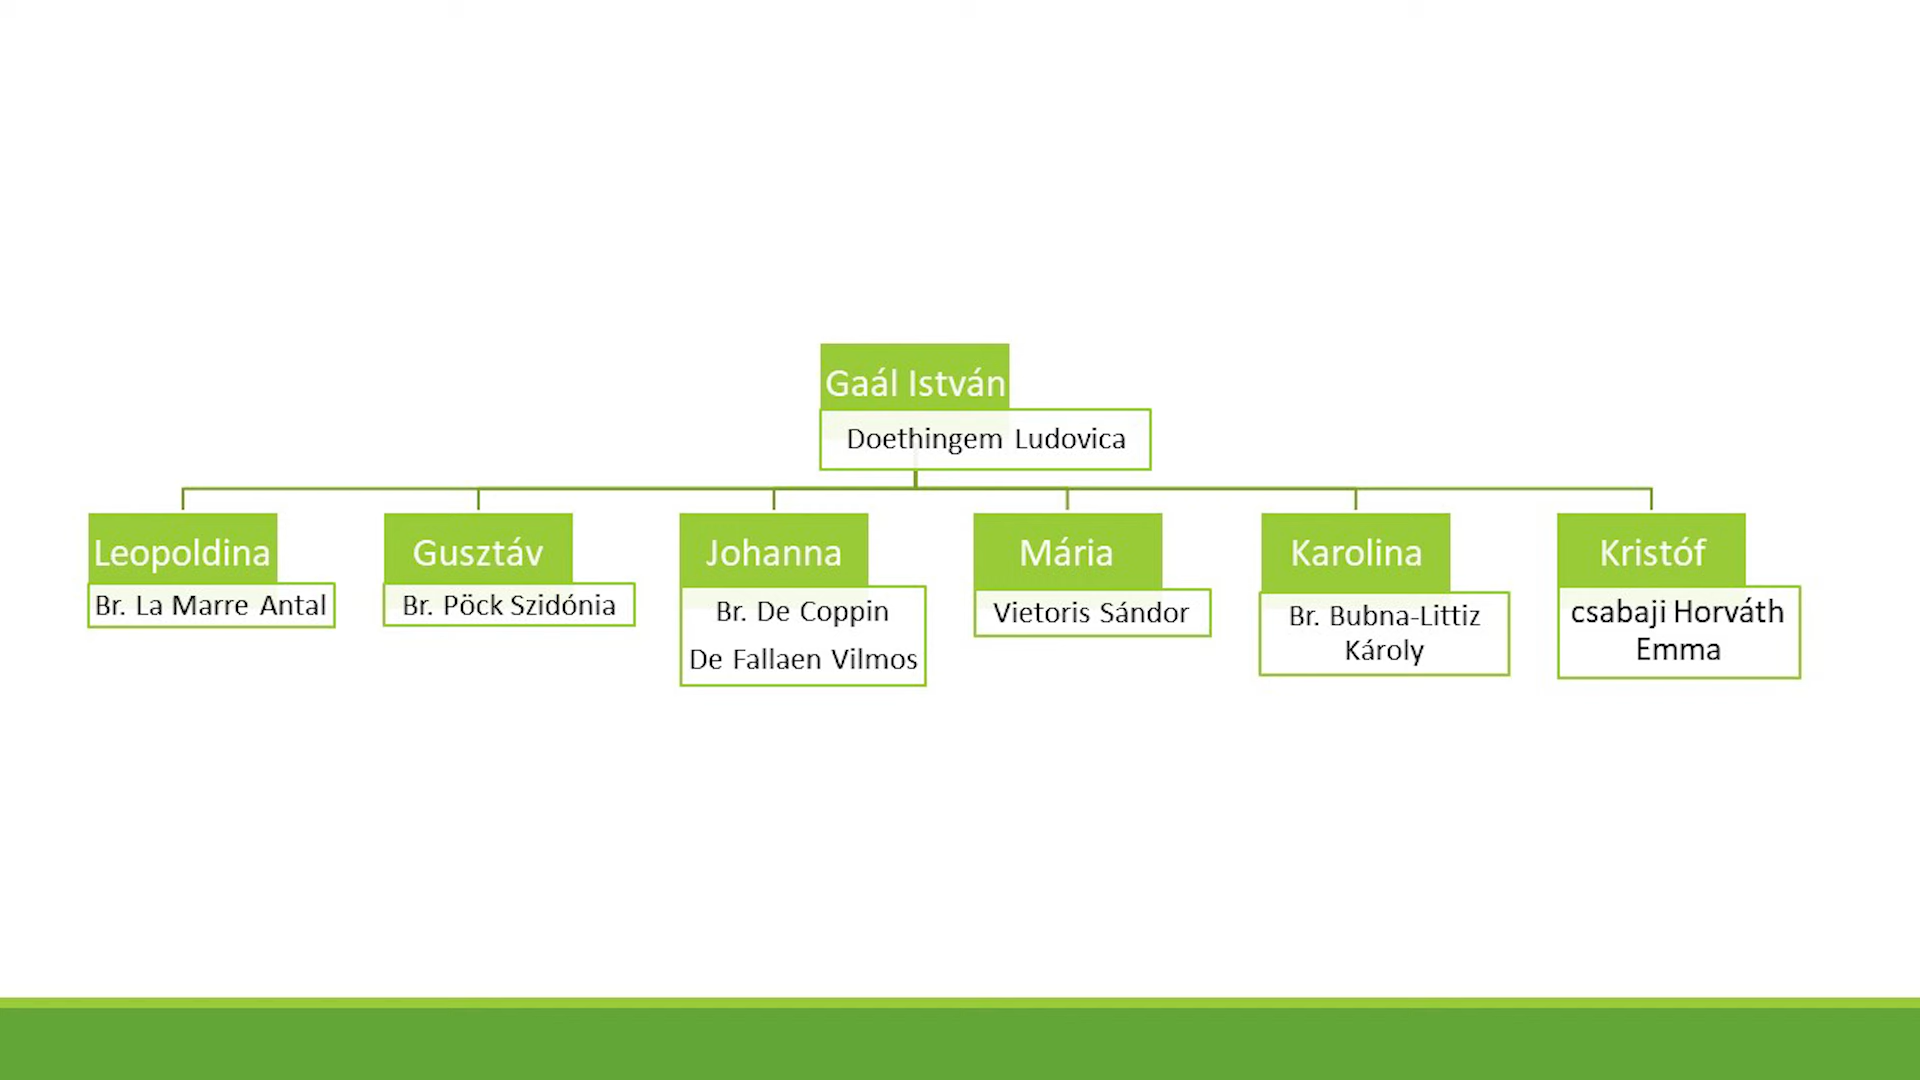 Gaál István
Doethingem Ludovica
Leopoldina
Br. La Marre Antal
Gusztáv
Br. Pöck Szidónia
Johanna
Br. De Coppin
De Fallaen Vilmos
Mária
Vietoris Sándor
Karolina
Br. Bubna-Littiz
Károly
Kristóf
csabaji Horváth
Emma